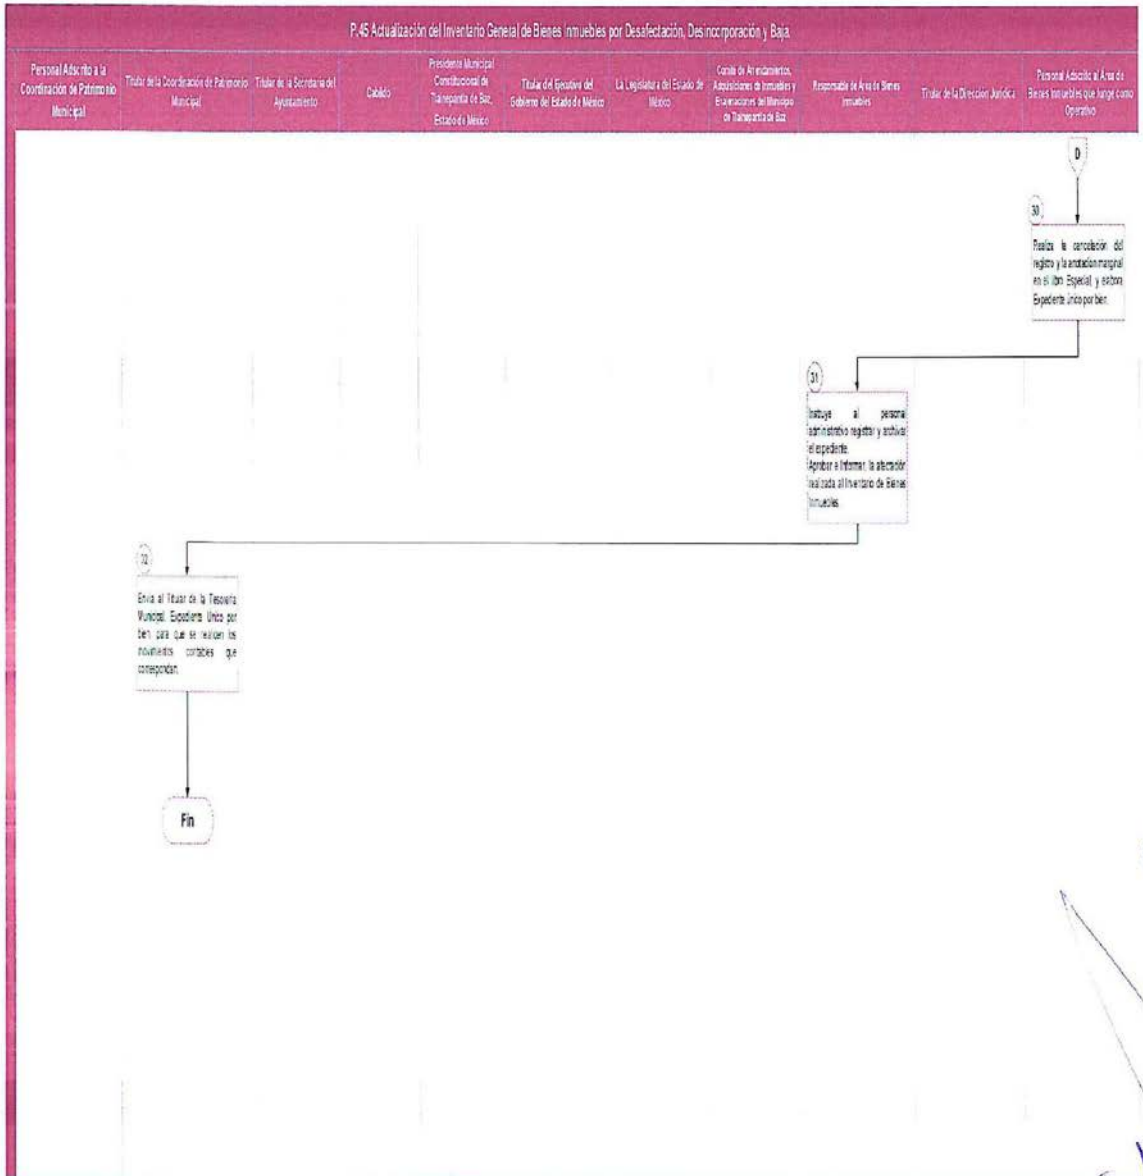 P.45 Actualización del Inventario General de Bienes Inmuebles por Desafectación, Desincorporación y Baja.
Personal Adscrito a la
Coordinación de Patrimonio
Municipal
Titular de la Coordinación de Patrimonio
Municipal
Titular de la Secretaría del
Ayuntamiento
Cabildo
Presidente Municipal
Constitucional de
Tlalnepantla de Baz,
Estado de México
Titular del Ejecutivo del
Gobierno del Estado de México
La Legislatura del Estado de
México
Comité de Arrendamientos,
Adquisiciones de Inmuebles y
Enajenaciones del Municipio
de Tlalnepantla de Baz
Responsable de Área de Bienes
Inmuebles
Titular de la Dirección Jurídica
Personal Adscrito al Área de
Bienes Inmuebles que funge como
Operativo
D
30
Realiza la cancelación del
registro y la anotación marginal
en el libro Especial, y elabora
Expediente único por bien.
31
Instruye al personal
administrativo registrar y archivar
el expediente.
Aprobar e Informar, la afectación
realizada al Inventario de Bienes
Inmuebles.
32
Envía al Titular de la Tesorería
Municipal, Expediente Único por
bien, para que se realicen los
movimientos contables que
correspondan.
Fin